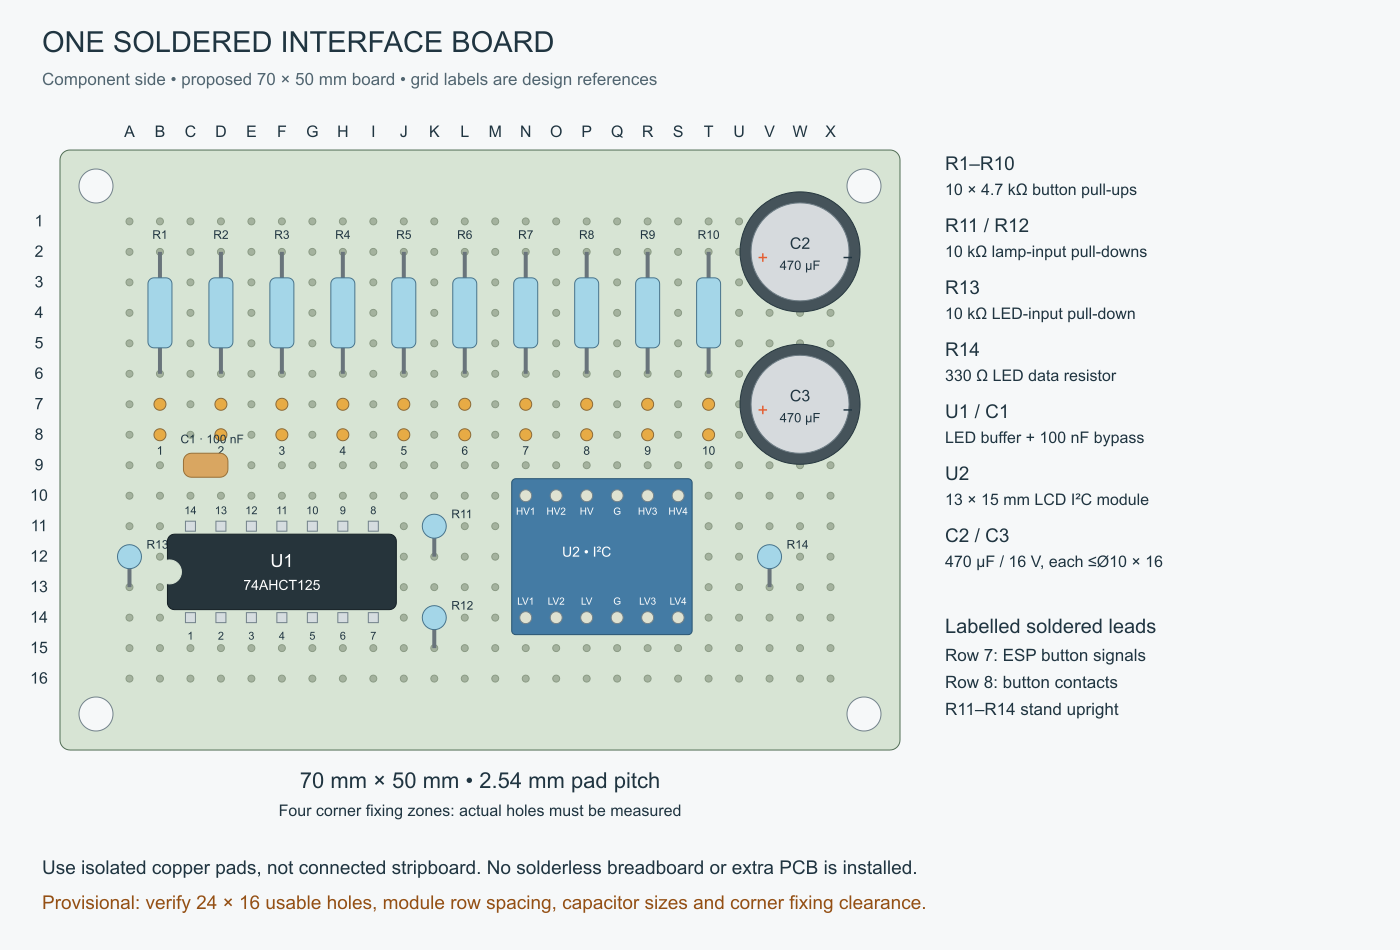 ONE SOLDERED INTERFACE BOARD
Component side • proposed 70 × 50 mm board • grid labels are design references
A B C D E F G H I J K L M N O P Q R S T U V W X
1
R1 R2 R3 R4 R5 R6 R7 R8 R9 R10
2
C2
+ −
470 µF
3
4
5
6
7
C3
+ −
470 µF
8
C1 · 100 nF
1 2 3 4 5 6 7 8 9 10
9
10
14 13 12 11 10 9 8
HV1 HV2 HV G HV3 HV4
11
R11
12
R13
U1
74AHCT125
U2 • I²C
R14
13
LV1 LV2 LV G LV3 LV4
14
R12
1 2 3 4 5 6 7
15
16
R1–R10
10 × 4.7 kΩ button pull-ups
R11 / R12
10 kΩ lamp-input pull-downs
R13
10 kΩ LED-input pull-down
R14
330 Ω LED data resistor
U1 / C1
LED buffer + 100 nF bypass
U2
13 × 15 mm LCD I²C module
C2 / C3
470 µF / 16 V, each ≤Ø10 × 16
Labelled soldered leads
Row 7: ESP button signals
Row 8: button contacts
R11–R14 stand upright
70 mm × 50 mm • 2.54 mm pad pitch
Four corner fixing zones: actual holes must be measured
Use isolated copper pads, not connected stripboard. No solderless breadboard or extra PCB is installed.
Provisional: verify 24 × 16 usable holes, module row spacing, capacitor sizes and corner fixing clearance.